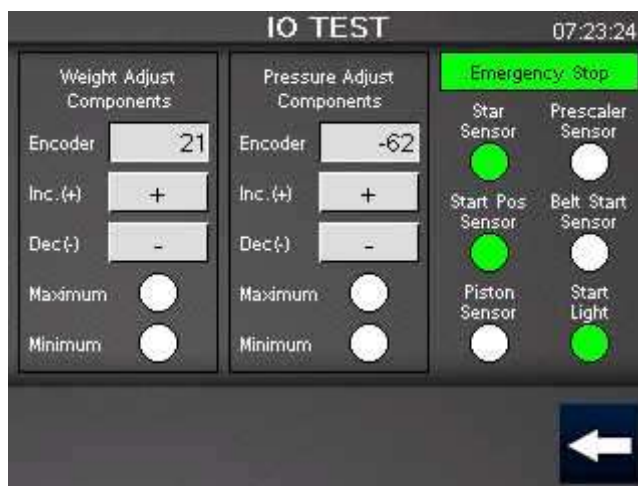 IO TEST
07:23:24
Weight Adjust
Components
Encoder 21
Inc.(+) +
Dec(-) -
Maximum
Minimum
Pressure Adjust
Components
Encoder -62
Inc.(+) +
Dec(-) -
Maximum
Minimum
Emergency Stop
Star
Sensor
Prescaler
Sensor
Start Pos
Sensor
Belt Start
Sensor
Piston
Sensor
Start
Light